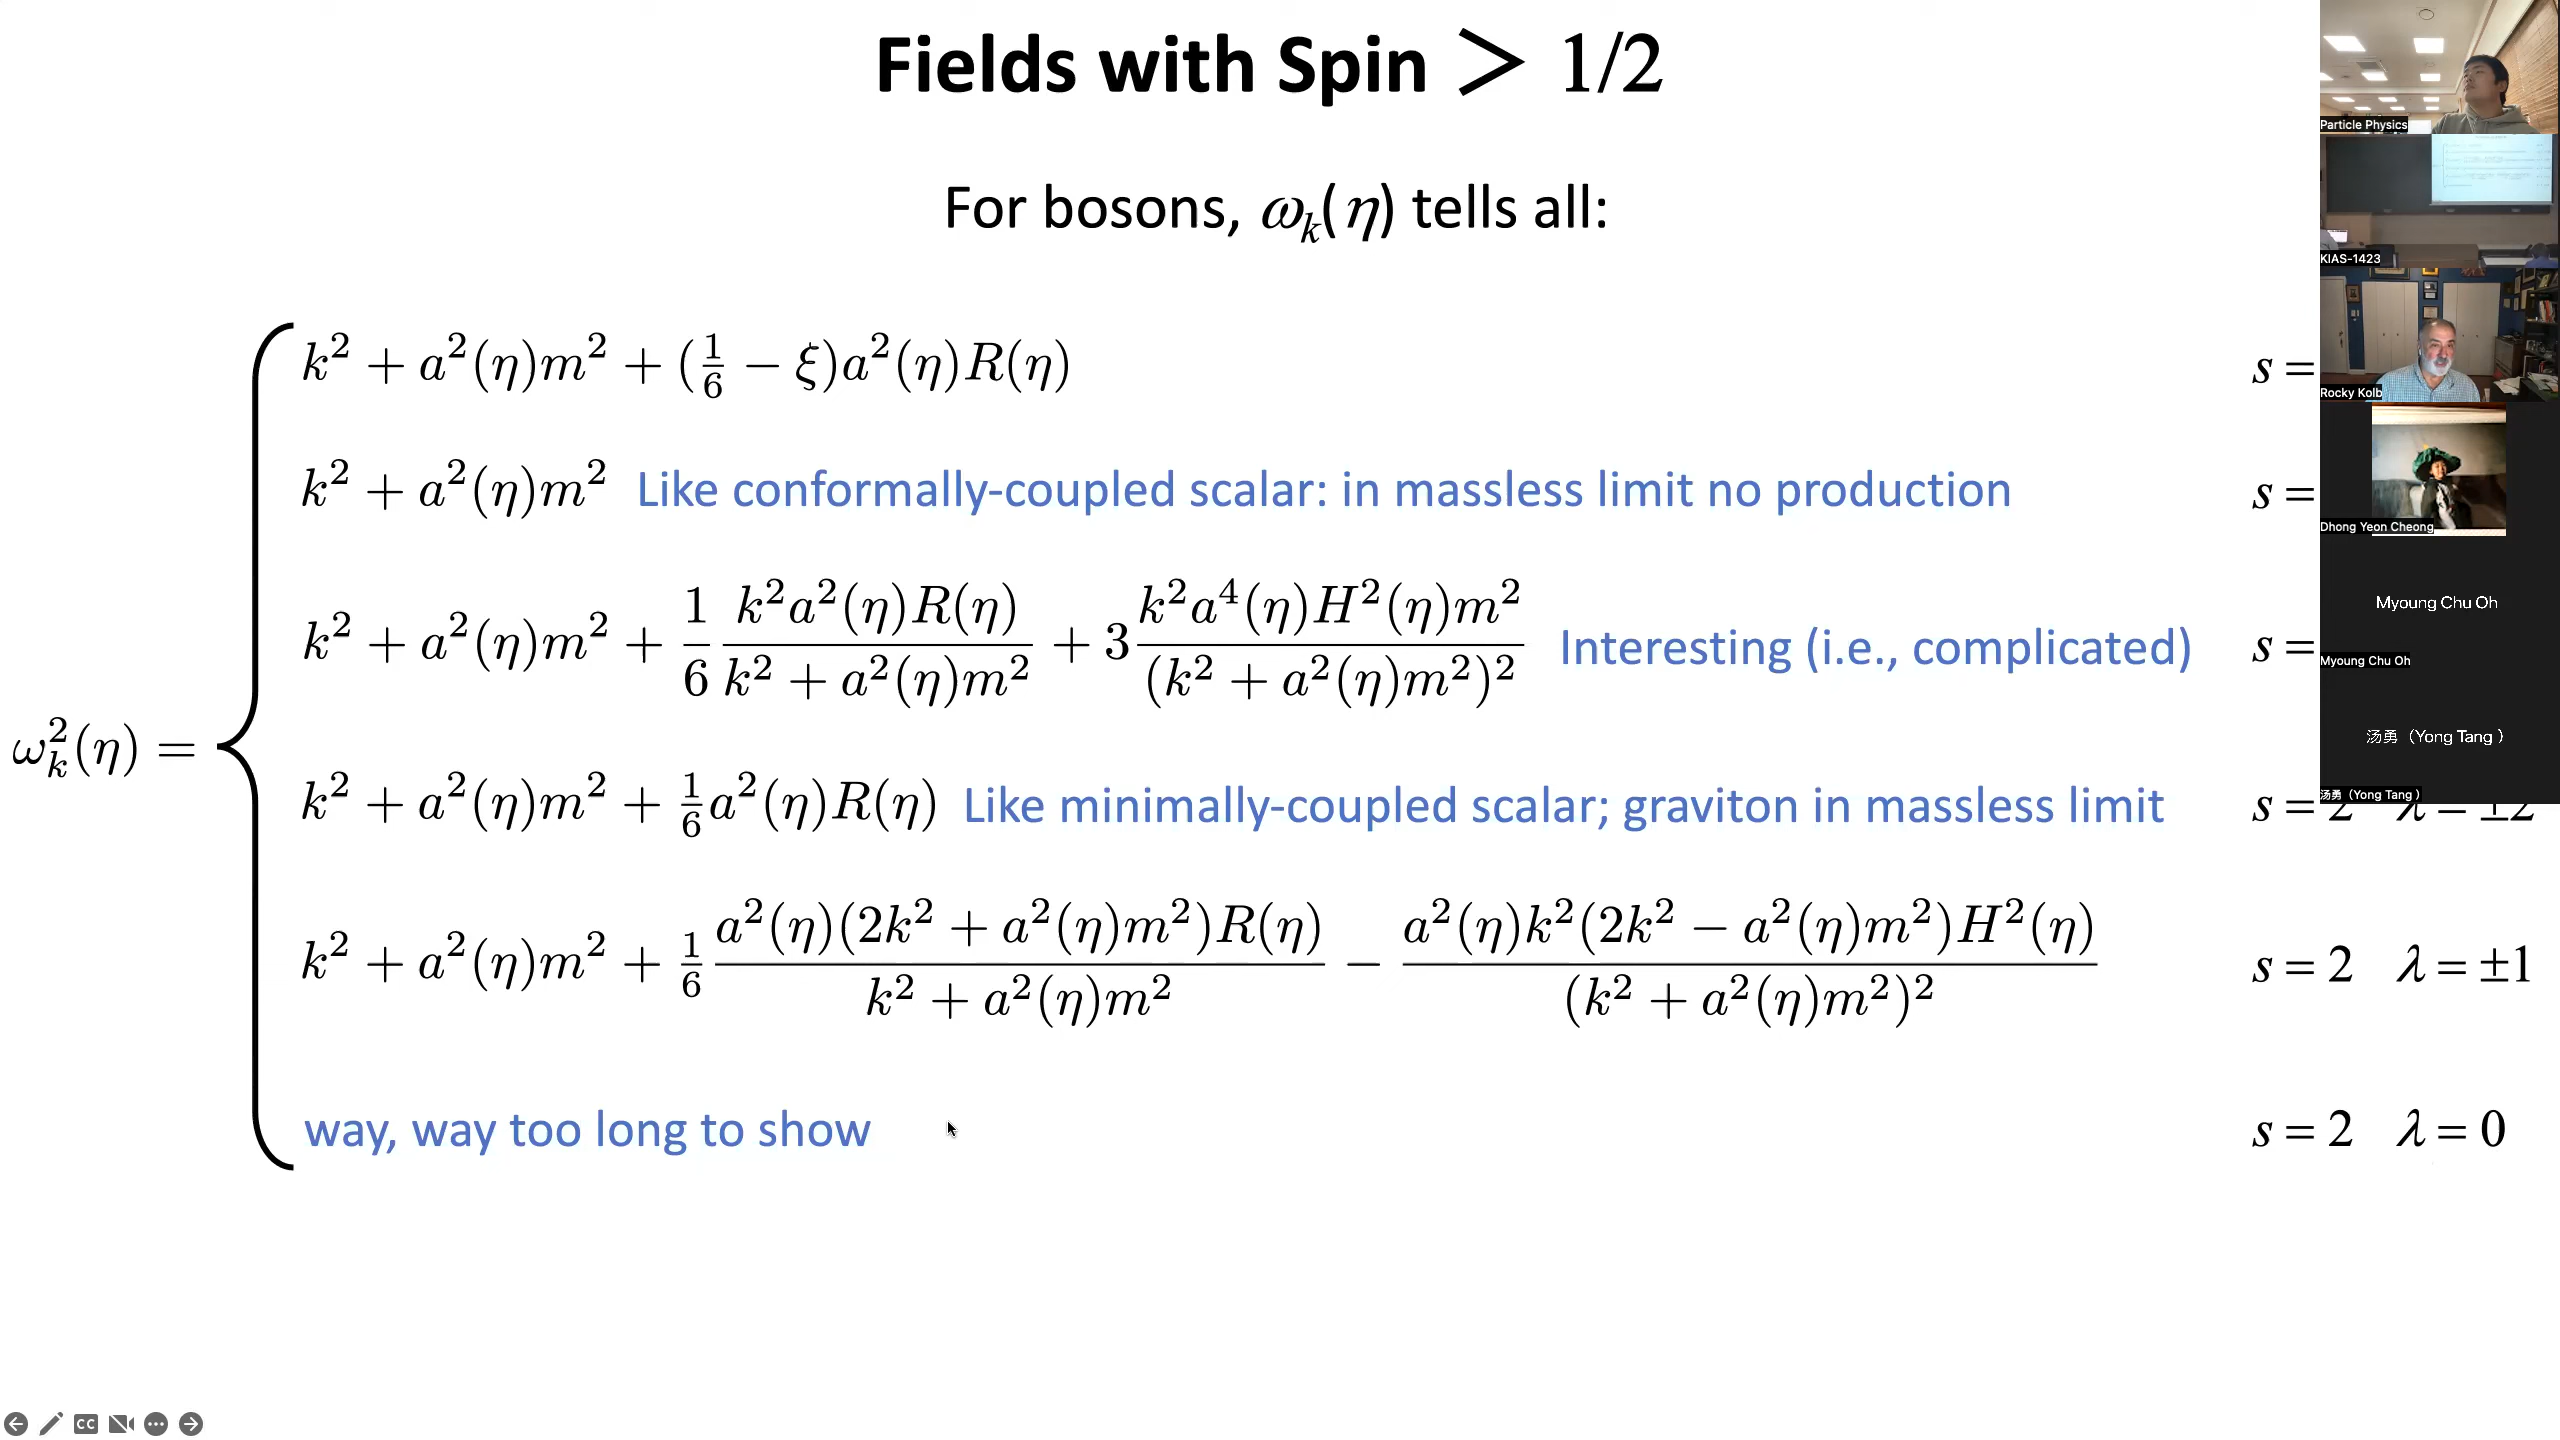 Fields with Spin > 1/2
For bosons, ωₖ(η) tells all:
ωₖ²(η) =
k² + a²(η)m² + (1/6 − ξ)a²(η)R(η) s =
k² + a²(η)m² Like conformally-coupled scalar: in massless limit no production s =
k² + a²(η)m² + 1/6 k²a²(η)R(η)/(k² + a²(η)m²) + 3 k²a⁴(η)H²(η)m²/(k² + a²(η)m²)² Interesting (i.e., complicated) s =
k² + a²(η)m² + 1/6 a²(η)R(η) Like minimally-coupled scalar; graviton in massless limit s = 2 λ = ±2
k² + a²(η)m² + 1/6 a²(η)(2k² + a²(η)m²)R(η)/(k² + a²(η)m²) − a²(η)k²(2k² − a²(η)m²)H²(η)/(k² + a²(η)m²)² s = 2 λ = ±1
way, way too long to show s = 2 λ = 0
Particle Physics
KIAS-1423
Rocky Kolb
Dhong Yeon Cheong
Myoung Chu Oh
Myoung Chu Oh
汤勇（Yong Tang ）
汤勇（Yong Tang ）
CC